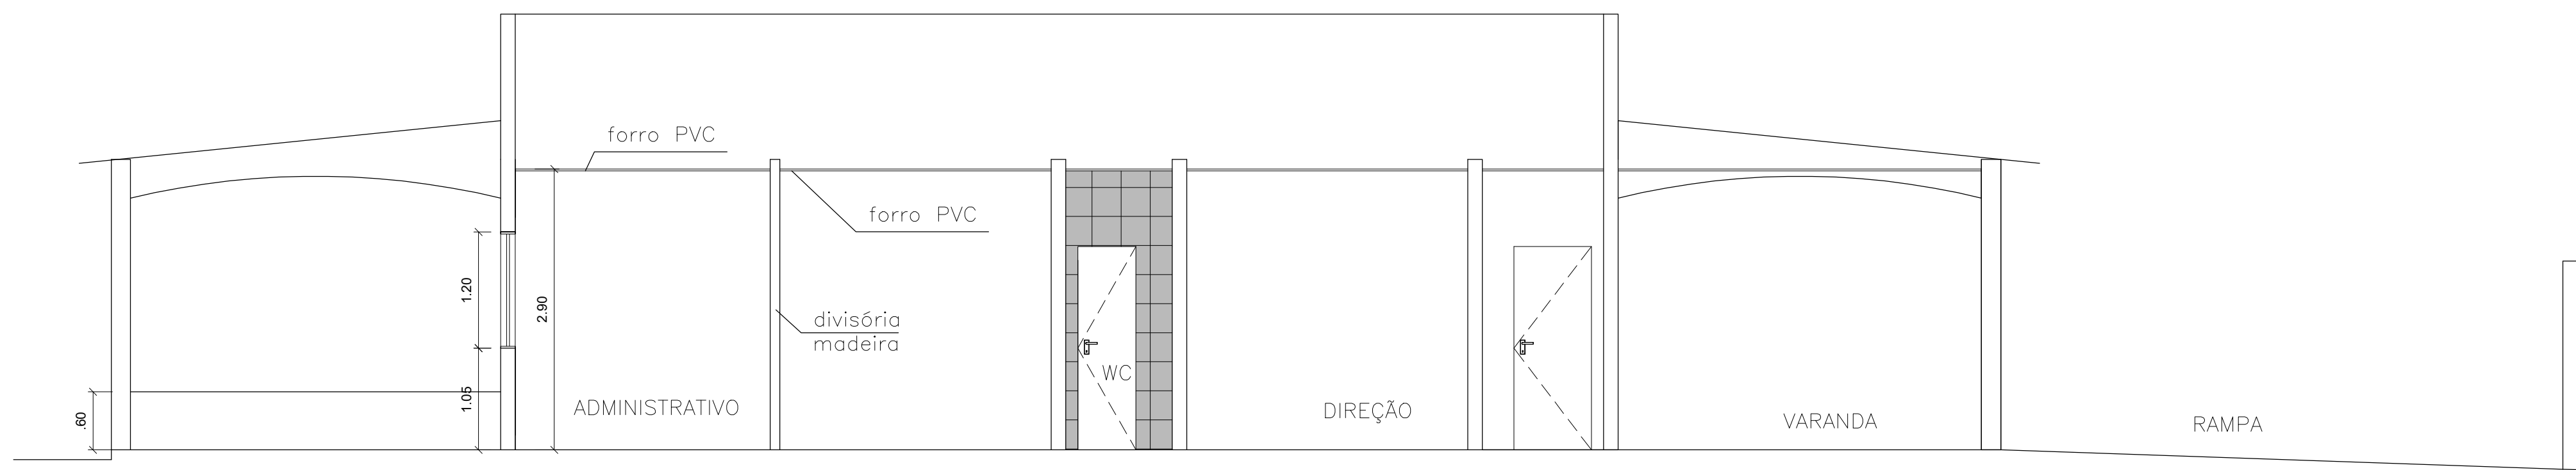 forro PVC
forro PVC
1.20
2.90
divisória
madeira
WC
1.05
.60
ADMINISTRATIVO
DIREÇÃO
VARANDA
RAMPA